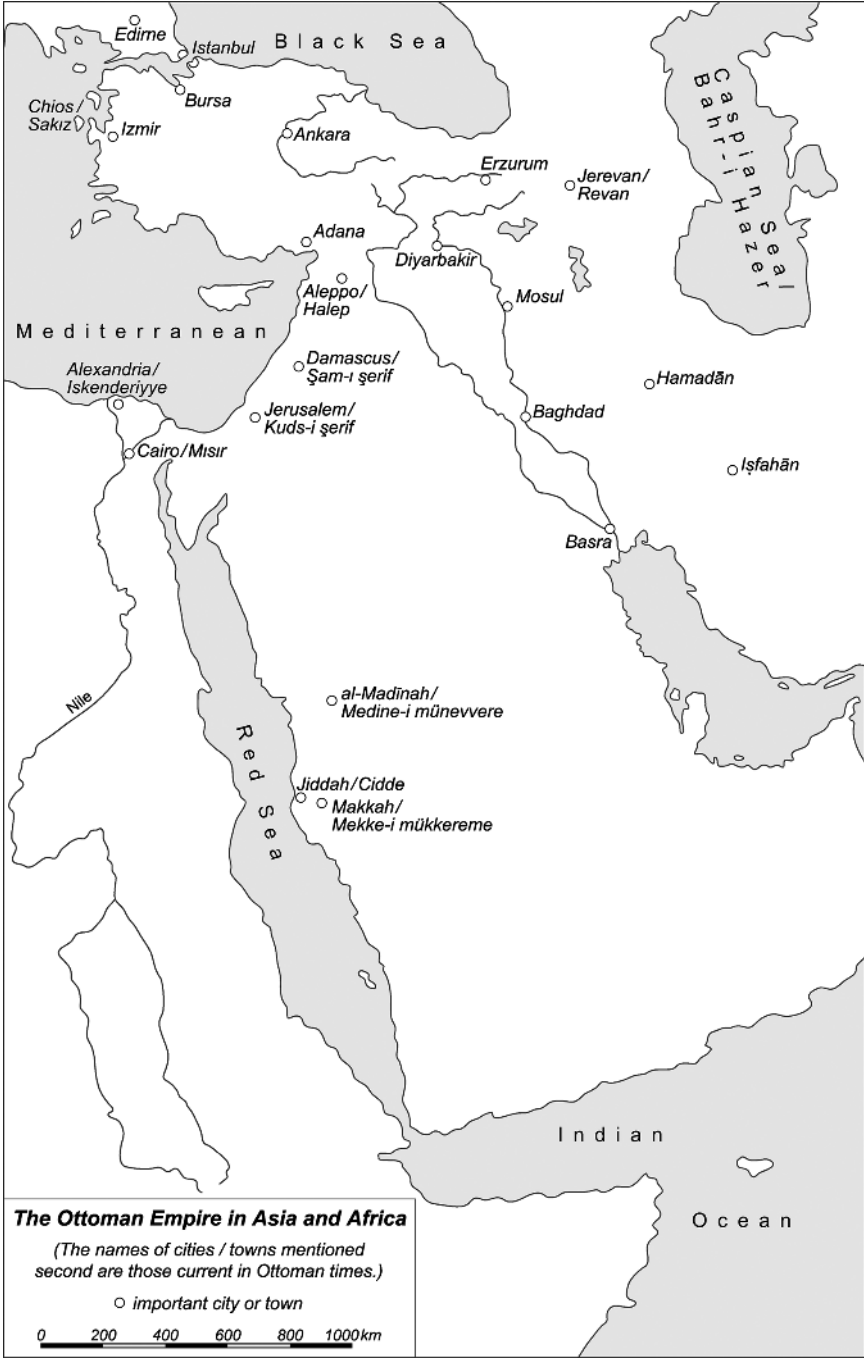 Edirne
Istanbul
Black Sea
Bursa
Chios/
Sakız
Izmir
Ankara
Erzurum
Jerevan/
Revan
Caspian Sea/
Bahr-i Hazer
Adana
Diyarbakir
Aleppo/
Halep
Mosul
Mediterranean
Damascus/
Şam-ı şerif
Alexandria/
Iskenderiyye
Hamadān
Jerusalem/
Kuds-i şerif
Baghdad
Cairo/Mısır
Işfahān
Basra
Nile
al-Madīnah/
Medine-i münevvere
Red Sea
Jiddah/Cidde
Makkah/
Mekke-i mükkereme
Indian
Ocean
The Ottoman Empire in Asia and Africa
(The names of cities / towns mentioned
second are those current in Ottoman times.)
important city or town
0 200 400 600 800 1000 km